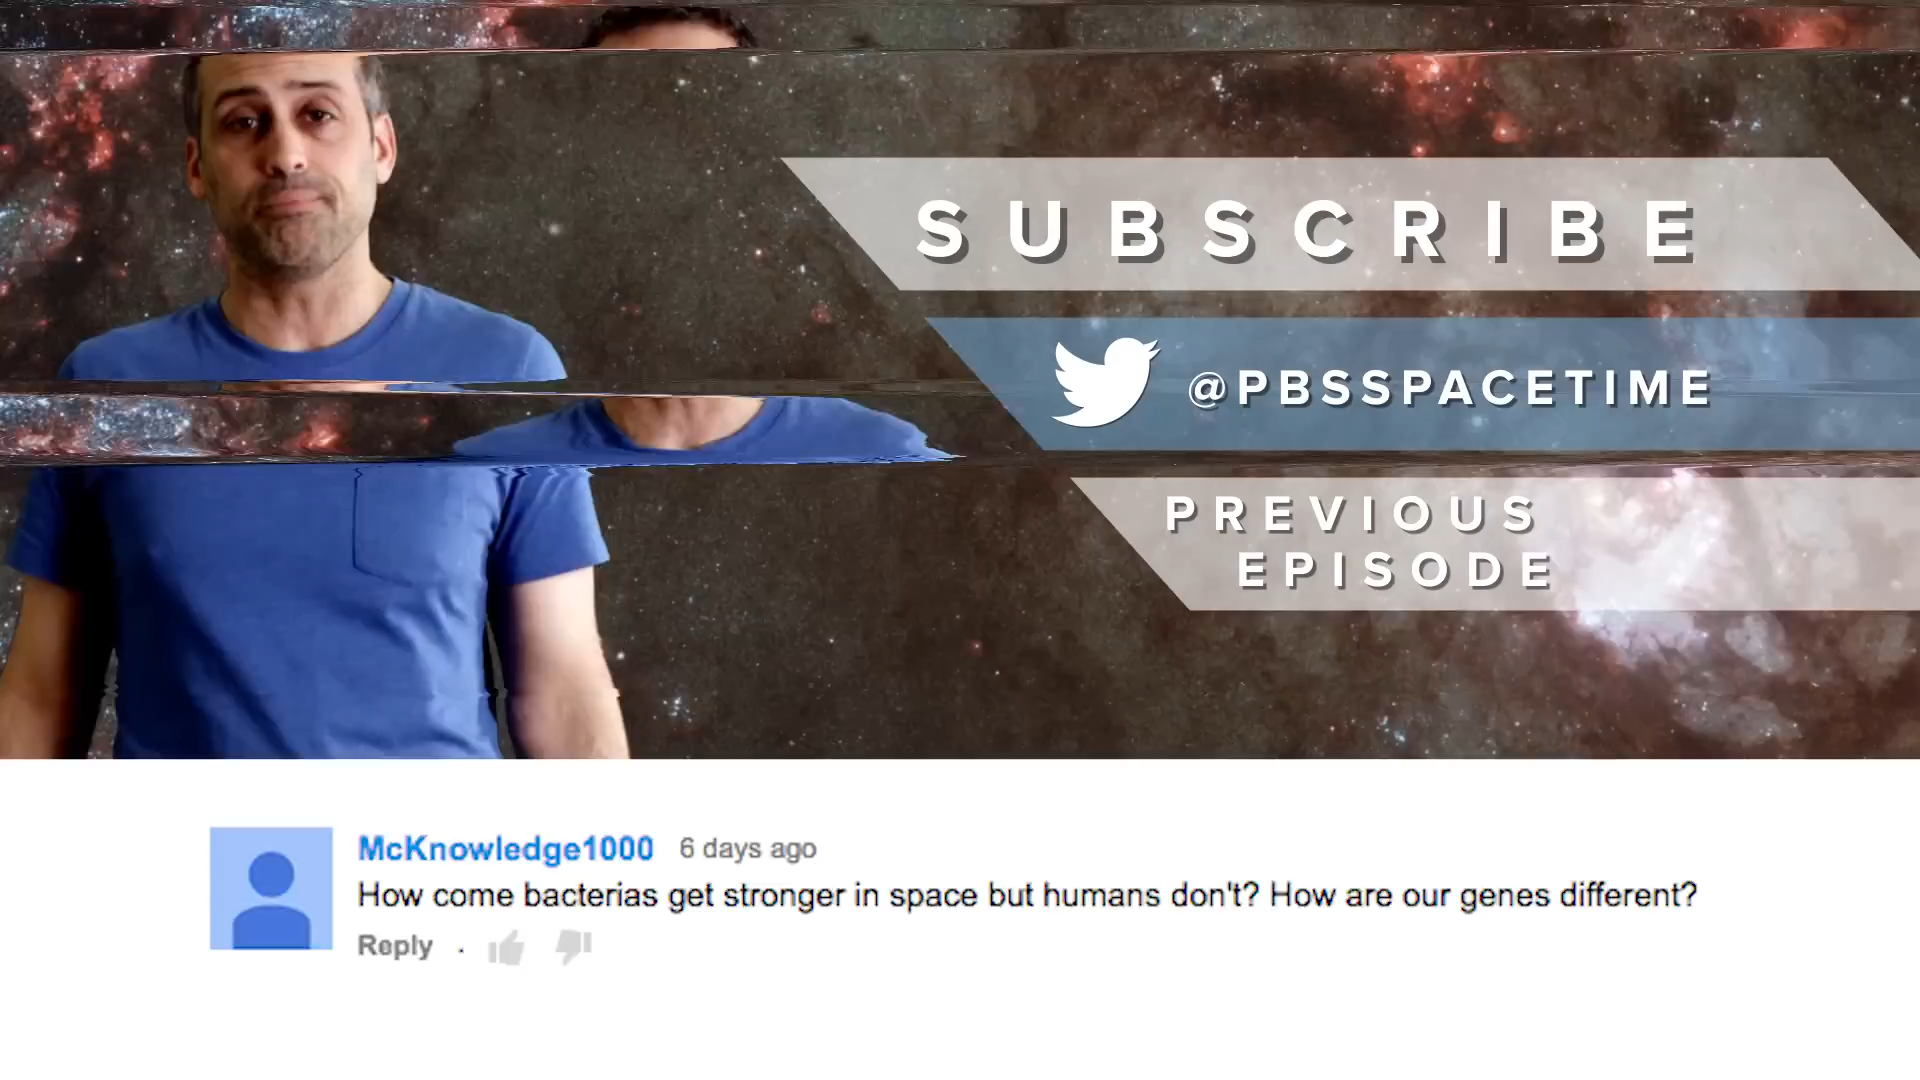 SUBSCRIBE
@PBSSPACETIME
PREVIOUS
EPISODE
McKnowledge1000 6 days ago
How come bacterias get stronger in space but humans don't? How are our genes different?
Reply .